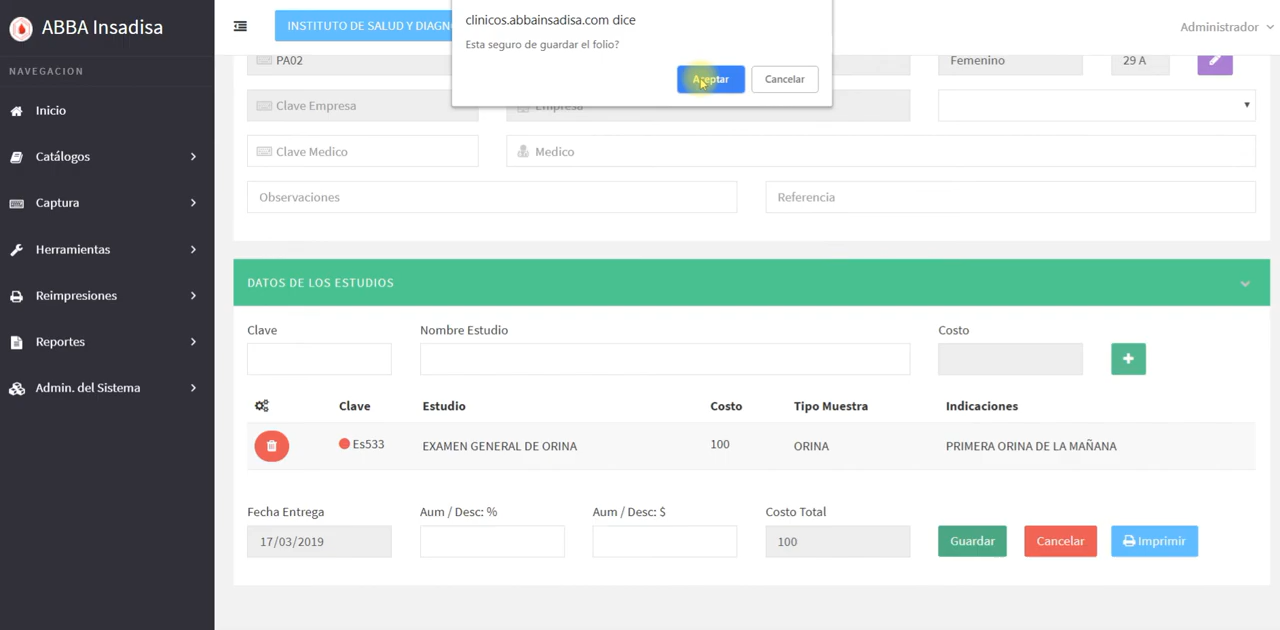 ABBA Insadisa
NAVEGACION
Inicio
Catálogos
Captura
Herramientas
Reimpresiones
Reportes
Admin. del Sistema
INSTITUTO DE SALUD Y DIAGN
Administrador
clinicos.abbainsadisa.com dice
Esta seguro de guardar el folio?
Aceptar
Cancelar
PA02
Femenino
29 A
Clave Empresa
Empresa
Clave Medico
Medico
Observaciones
Referencia
DATOS DE LOS ESTUDIOS
Clave
Nombre Estudio
Costo
Clave
Estudio
Costo
Tipo Muestra
Indicaciones
Es533
EXAMEN GENERAL DE ORINA
100
ORINA
PRIMERA ORINA DE LA MAÑANA
Fecha Entrega
Aum / Desc: %
Aum / Desc: $
Costo Total
17/03/2019
100
Guardar
Cancelar
Imprimir